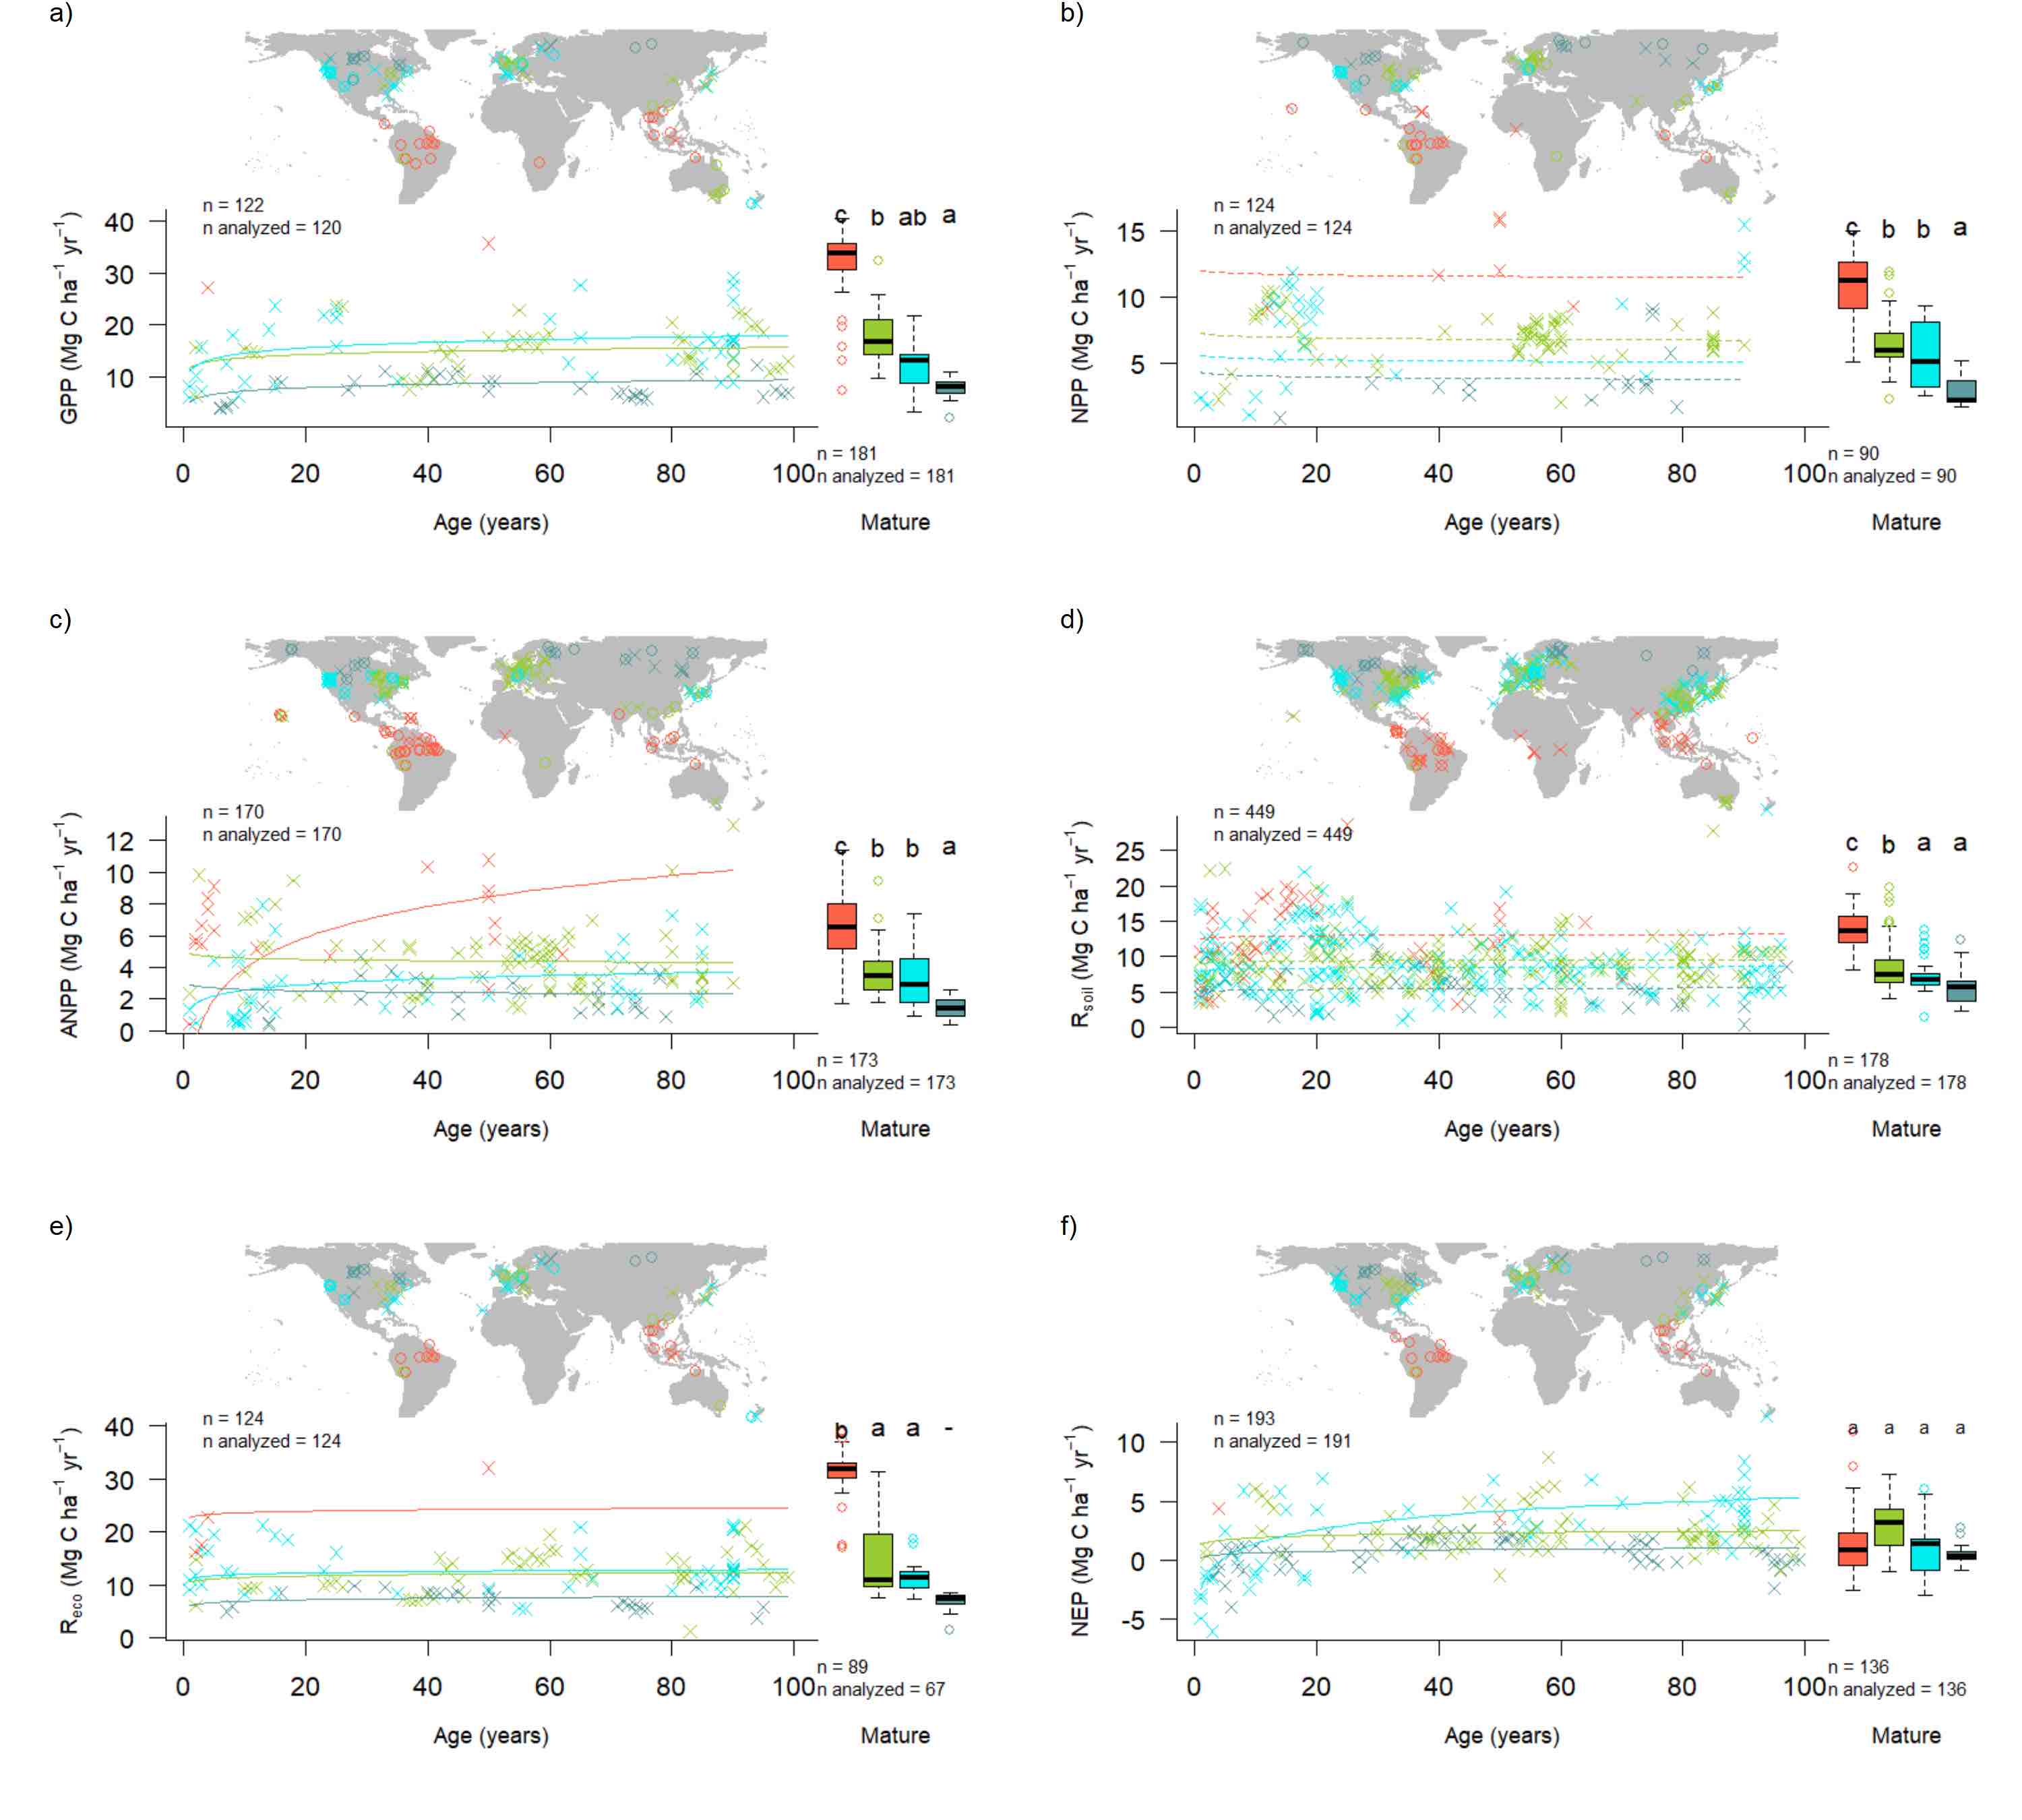 a)
n = 122
n analyzed = 120
GPP (Mg C ha−1 yr−1)
40
30
20
10
c b ab a
0 20 40 60 80 100
n = 181
n analyzed = 181
Age (years)
Mature
b)
n = 124
n analyzed = 124
NPP (Mg C ha−1 yr−1)
15
10
5
c b b a
0 20 40 60 80 100
n = 90
n analyzed = 90
Age (years)
Mature
c)
n = 170
n analyzed = 170
ANPP (Mg C ha−1 yr−1)
12
10
8
6
4
2
0
c b b a
0 20 40 60 80 100
n = 173
n analyzed = 173
Age (years)
Mature
d)
n = 449
n analyzed = 449
Rsoil (Mg C ha−1 yr−1)
25
20
15
10
5
0
c b a a
0 20 40 60 80 100
n = 178
n analyzed = 178
Age (years)
Mature
e)
n = 124
n analyzed = 124
Reco (Mg C ha−1 yr−1)
40
30
20
10
0
b a a -
0 20 40 60 80 100
n = 89
n analyzed = 67
Age (years)
Mature
f)
n = 193
n analyzed = 191
NEP (Mg C ha−1 yr−1)
10
5
0
-5
a a a a
0 20 40 60 80 100
n = 136
n analyzed = 136
Age (years)
Mature